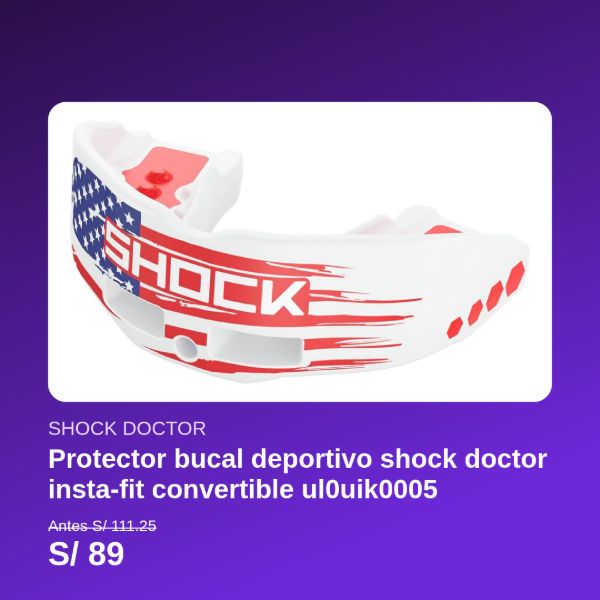 SHOCK
SHOCK DOCTOR
Protector bucal deportivo shock doctor
insta-fit convertible ul0uik0005
Antes S/ 111.25
S/ 89